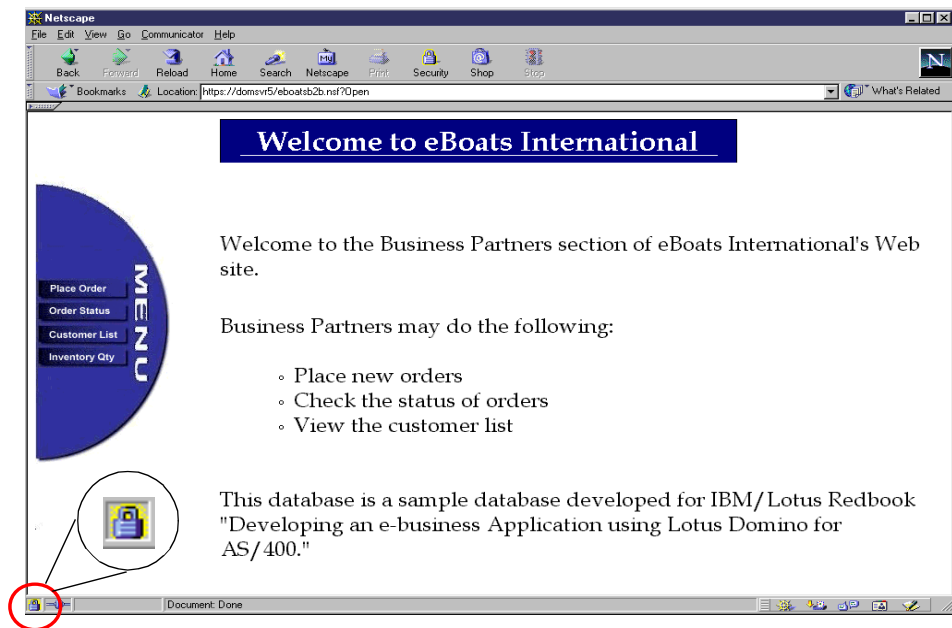 Netscape
File Edit View Go Communicator Help
Back Forward Reload Home Search Netscape Print Security Shop Stop
My
N
Bookmarks Location: https://domsvr5/eboatsb2b.nsf?Open What's Related
Welcome to eBoats International
Welcome to the Business Partners section of eBoats International's Web
site.
MENU
Place Order
Order Status
Customer List
Inventory Qty
Business Partners may do the following:
Place new orders
Check the status of orders
View the customer list
This database is a sample database developed for IBM/Lotus Redbook
"Developing an e-business Application using Lotus Domino for
AS/400."
Document: Done